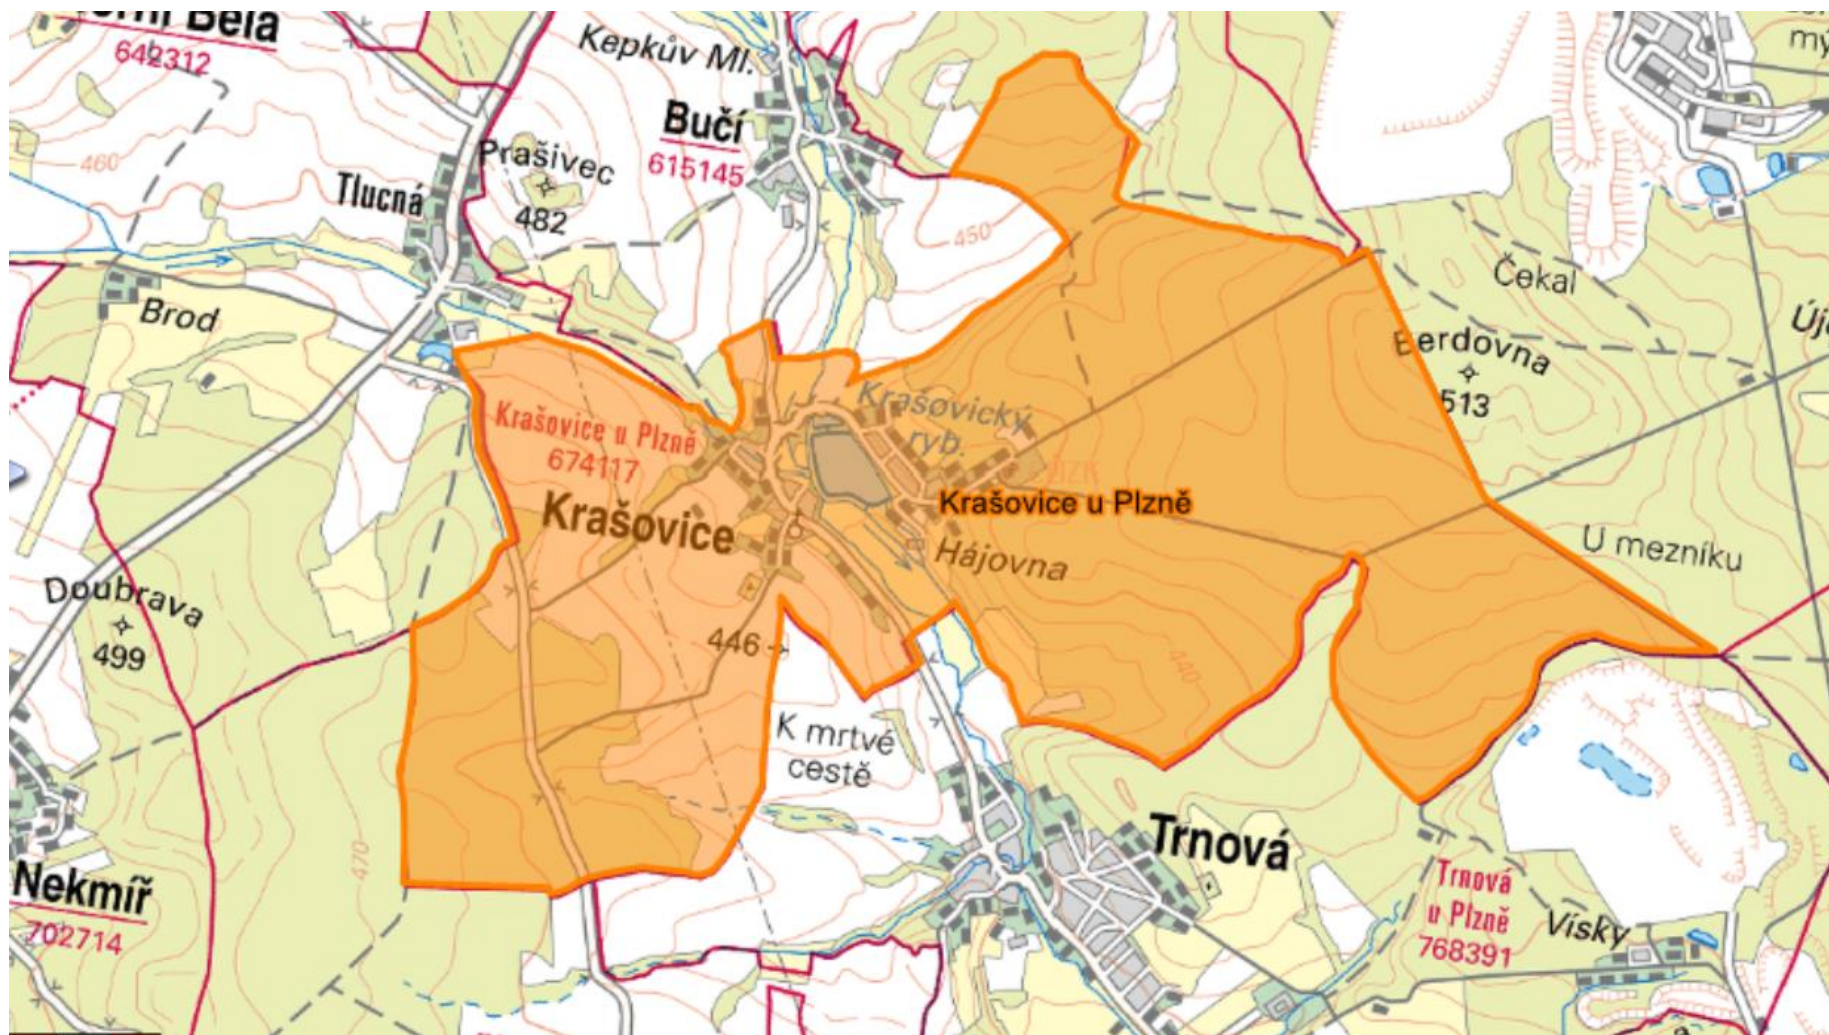 Bělá
642312
Kepkův Ml.
mý
Bučí
615145
460
Prašivec
482
Tlucná
450
Čekal
Brod
Berdovna
513
Krašovický
ryb.
Krašovice u Plzně
674117
Krašovice
Krašovice u Plzně
Hájovna
U mezníku
Doubrava
499
446
440
K mrtvé
cestě
470
Trnová
Nekmíř
702714
Trnová
u Plzně
768391
Vísky